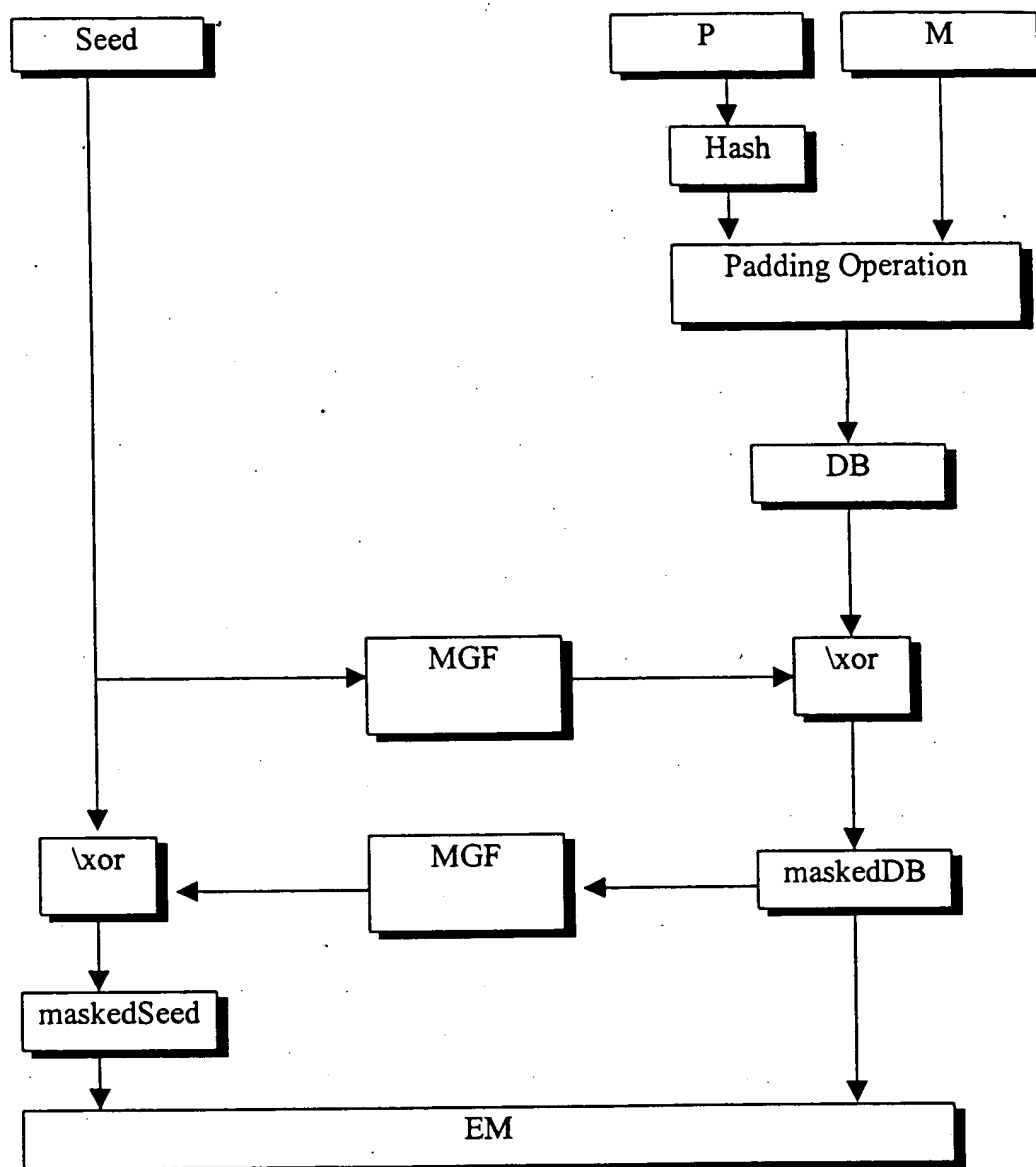 Seed
P
M
Hash
Padding Operation
DB
MGF
\xor
\xor
MGF
maskedDB
maskedSeed
EM